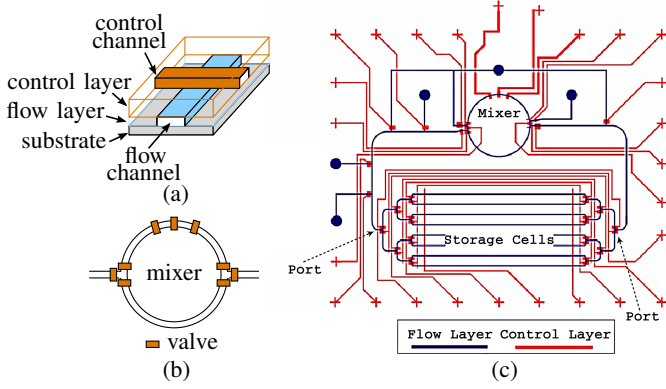 control
channel
control layer
flow layer
substrate
flow
channel
(a)
mixer
valve
(b)
Mixer
Storage Cells
Port
Port
Flow Layer Control Layer
(c)